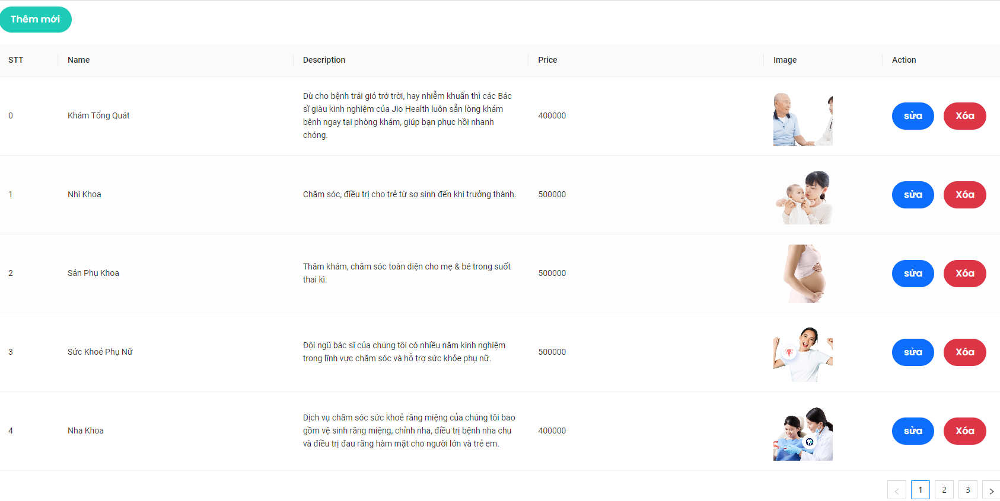 Thêm mới
STT Name Description Price Image Action
0 Khám Tổng Quát Dù cho bệnh trái gió trở trời, hay nhiễm khuẩn thì các Bác
sĩ giàu kinh nghiệm của Jio Health luôn sẵn lòng khám
bệnh ngay tại phòng khám, giúp bạn phục hồi nhanh
chóng. 400000 sửa Xóa
1 Nhi Khoa Chăm sóc, điều trị cho trẻ từ sơ sinh đến khi trưởng thành. 500000 sửa Xóa
2 Sản Phụ Khoa Thăm khám, chăm sóc toàn diện cho mẹ & bé trong suốt
thai kì. 500000 sửa Xóa
3 Sức Khoẻ Phụ Nữ Đội ngũ bác sĩ của chúng tôi có nhiều năm kinh nghiệm
trong lĩnh vực chăm sóc và hỗ trợ sức khỏe phụ nữ. 500000 sửa Xóa
4 Nha Khoa Dịch vụ chăm sóc sức khoẻ răng miệng của chúng tôi bao
gồm vệ sinh răng miệng, chỉnh nha, điều trị bệnh nha chu
và điều trị đau răng hàm mặt cho người lớn và trẻ em. 400000 sửa Xóa
< 1 2 3 >